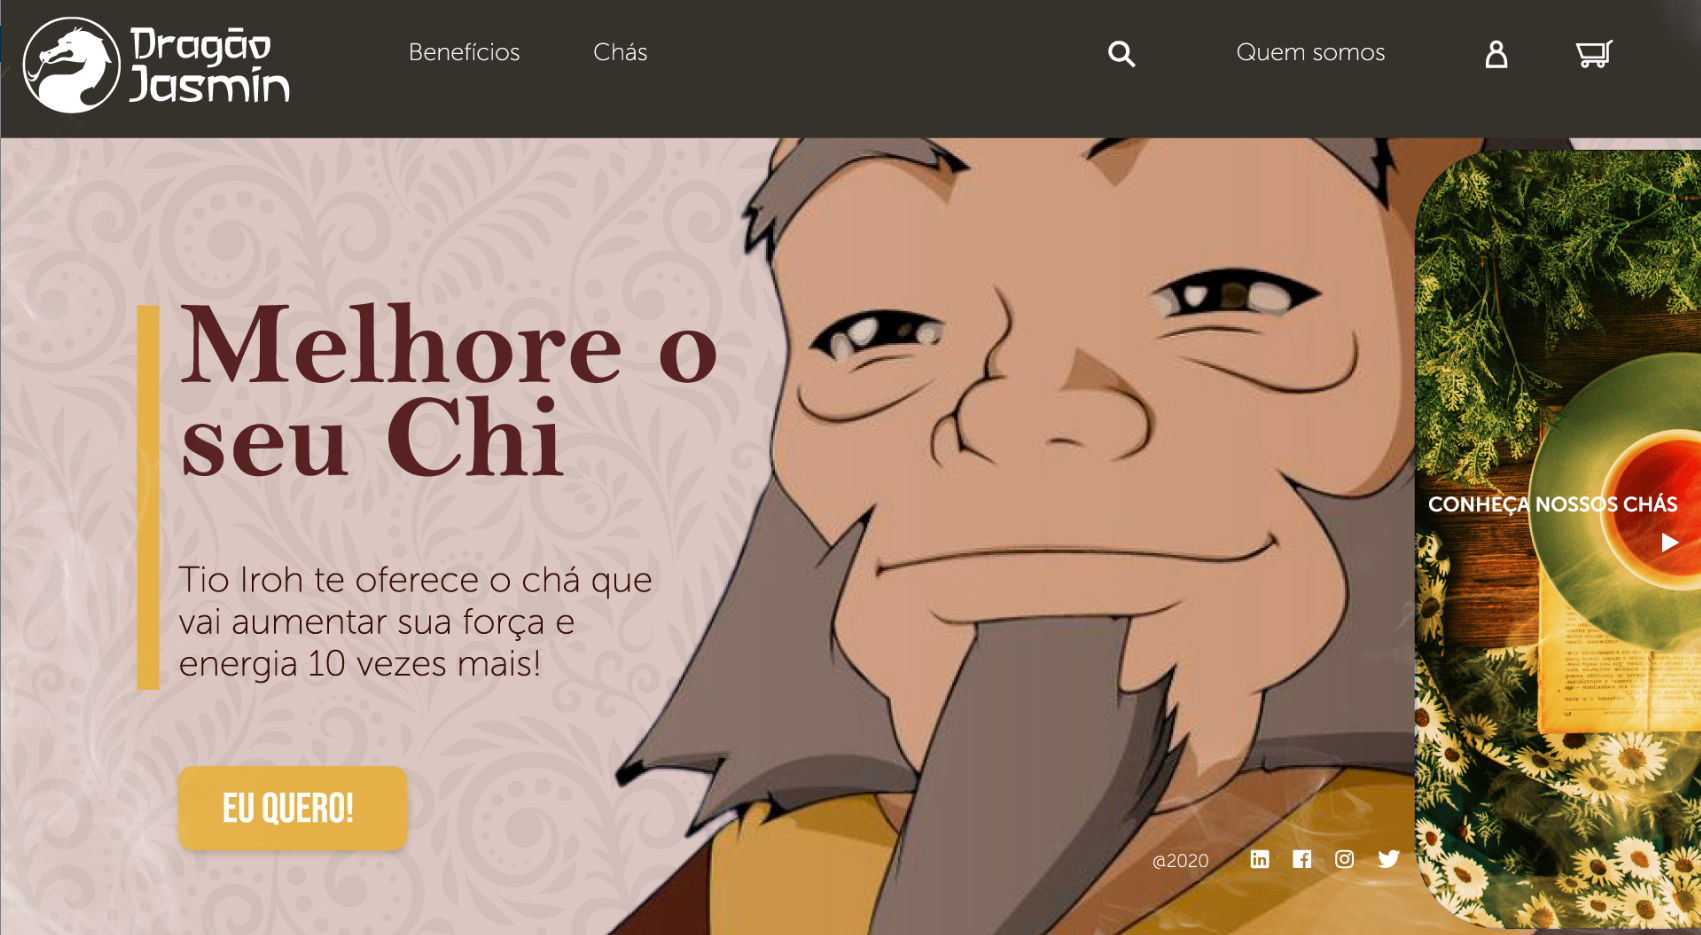 Dragão
Jasmín
Benefícios
Chás
Quem somos
Melhore o
seu Chi
Tio Iroh te oferece o chá que
vai aumentar sua força e
energia 10 vezes mais!
EU QUERO!
CONHEÇA NOSSOS CHÁS
@2020